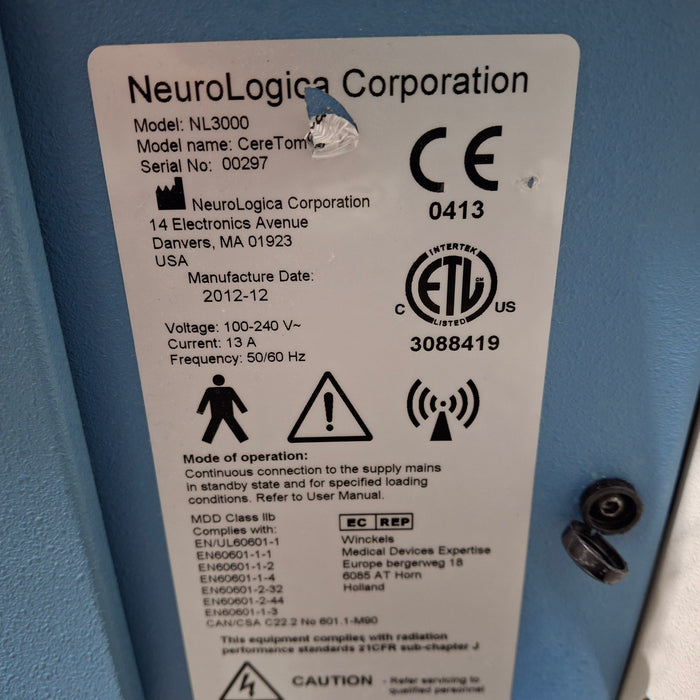 NeuroLogica Corporation
Model: NL3000
Model name: CereTom
Serial No: 00297
NeuroLogica Corporation
14 Electronics Avenue
Danvers, MA 01923
USA
Manufacture Date:
2012-12
Voltage: 100-240 V~
Current: 13 A
Frequency: 50/60 Hz
CE
0413
INTERTEK
C ETL CM US
LISTED
3088419
Mode of operation:
Continuous connection to the supply mains
in standby state and for specified loading
conditions. Refer to User Manual.
MDD Class IIb
Complies with:
EN/UL60601-1
EN60601-1-1
EN60601-1-2
EN60601-1-4
EN60601-2-32
EN60601-2-44
EN60601-1-3
CAN/CSA C22.2 No 601.1-M90
EC REP
Winckels
Medical Devices Expertise
Europe bergerweg 18
6085 AT Horn
Holland
This equipment complies with radiation
performance standards 21CFR sub-chapter J
CAUTION - Refer servicing to
qualified personnel